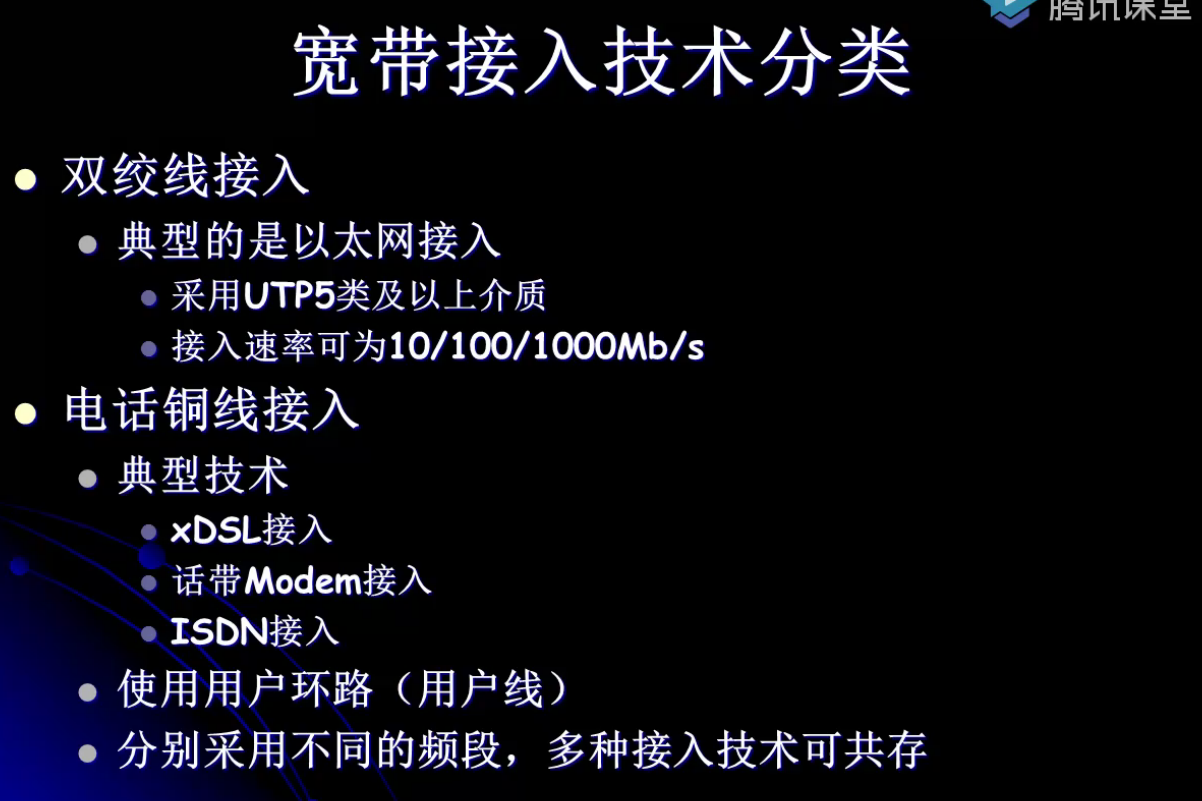 腾讯课堂
宽带接入技术分类
双绞线接入
典型的是以太网接入
采用UTP5类及以上介质
接入速率可为10/100/1000Mb/s
电话铜线接入
典型技术
xDSL接入
话带Modem接入
ISDN接入
使用用户环路（用户线）
分别采用不同的频段，多种接入技术可共存